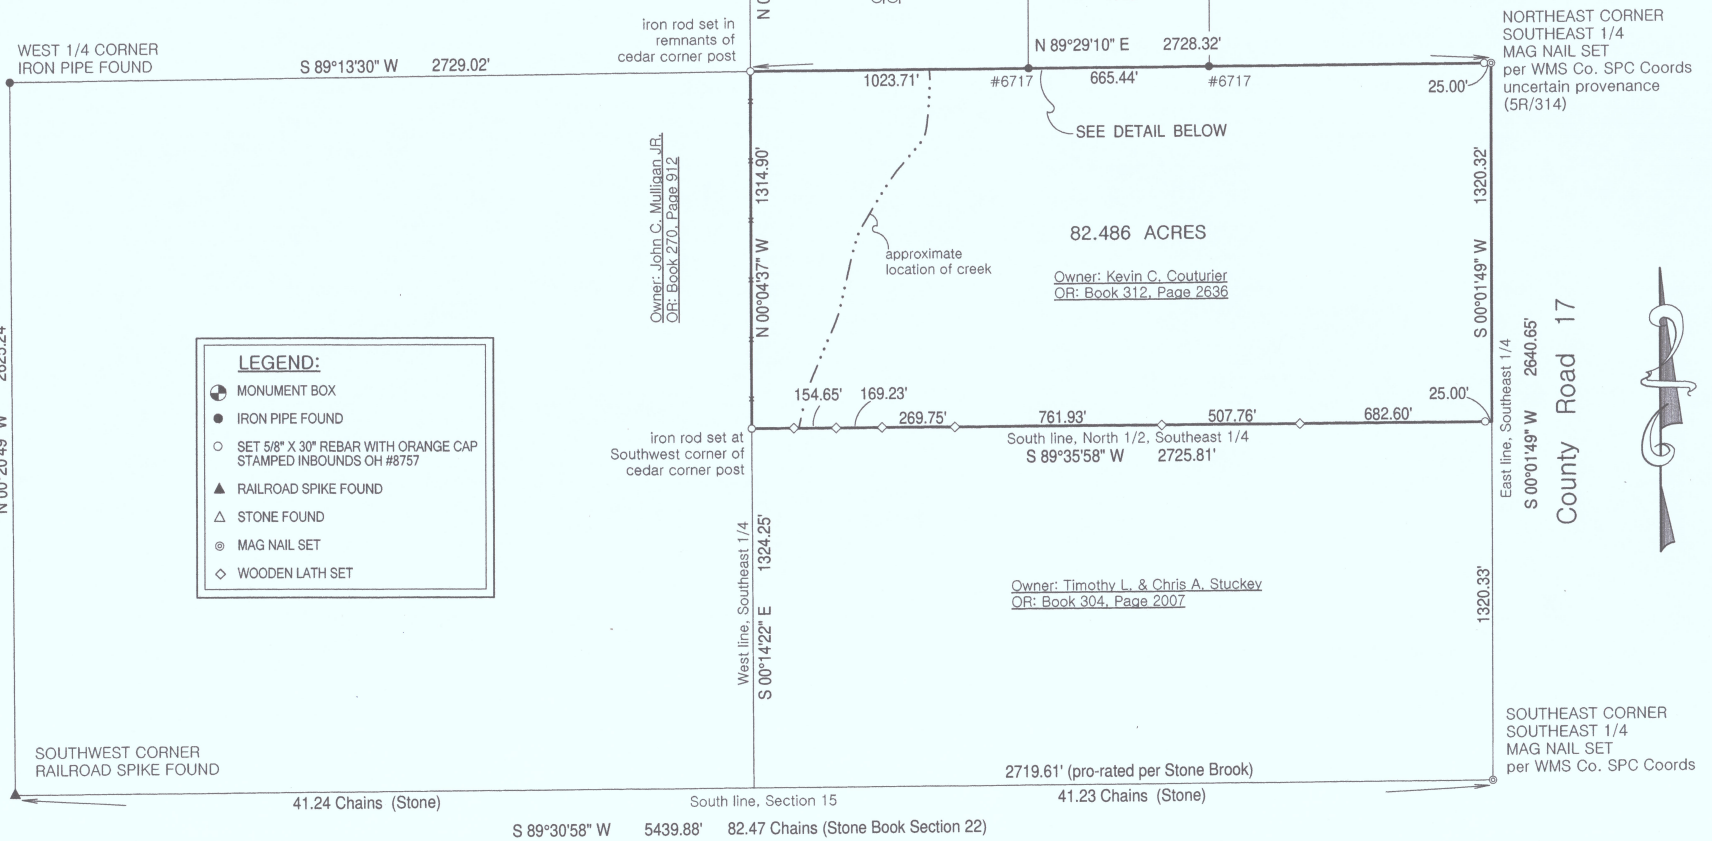 WEST 1/4 CORNER
IRON PIPE FOUND
S 89°13'30" W 2729.02'
iron rod set in
remnants of
cedar corner post
N 89°29'10" E 2728.32'
1023.71'
#6717
665.44'
#6717
25.00'
NORTHEAST CORNER
SOUTHEAST 1/4
MAG NAIL SET
per WMS Co. SPC Coords
uncertain provenance
(5R/314)
SEE DETAIL BELOW
Owner: John C. Mulligan JR.
OR: Book 270, Page 912
N 00°04'37" W 1314.90'
approximate
location of creek
82.486 ACRES
Owner: Kevin C. Couturier
OR: Book 312, Page 2636
S 00°01'49" W 1320.32'
East line, Southeast 1/4
S 00°01'49" W 2640.65'
County Road 17
LEGEND:
MONUMENT BOX
IRON PIPE FOUND
SET 5/8" X 30" REBAR WITH ORANGE CAP
STAMPED INBOUNDS OH #8757
RAILROAD SPIKE FOUND
STONE FOUND
MAG NAIL SET
WOODEN LATH SET
154.65'
169.23'
269.75'
761.93'
507.76'
682.60'
25.00'
iron rod set at
Southwest corner of
cedar corner post
South line, North 1/2, Southeast 1/4
S 89°35'58" W 2725.81'
West line, Southeast 1/4
S 00°14'22" E 1324.25'
Owner: Timothy L. & Chris A. Stuckey
OR: Book 304, Page 2007
1320.33'
SOUTHWEST CORNER
RAILROAD SPIKE FOUND
SOUTHEAST CORNER
SOUTHEAST 1/4
MAG NAIL SET
per WMS Co. SPC Coords
2719.61' (pro-rated per Stone Brook)
41.24 Chains (Stone)
South line, Section 15
41.23 Chains (Stone)
S 89°30'58" W 5439.88' 82.47 Chains (Stone Book Section 22)